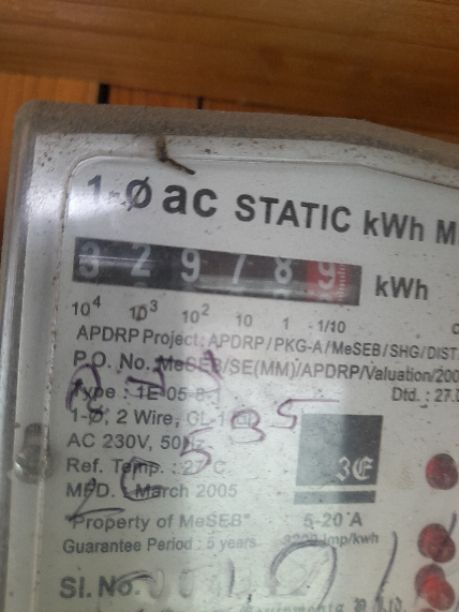 1-Ø ac STATIC kWh M
3 2 9 7 8 9 kWh
10⁴ 10³ 10² 10 1 1/10
APDRP Project: APDRP/PKG-A/MeSEB/SHG/DIST
P.O. No. MeSEB/SE(MM)/APDRP/Valuation/200
Type : 1E-05-8-1 Dtd. : 27.
1-Ø, 2 Wire,
AC 230V, 50Hz
535
Ref. Temp. : 27°C
MFD. : March 2005
Property of MeSEB 5-20 A
Guarantee Period : 5 years 3200 imp/kwh
Sl. No.